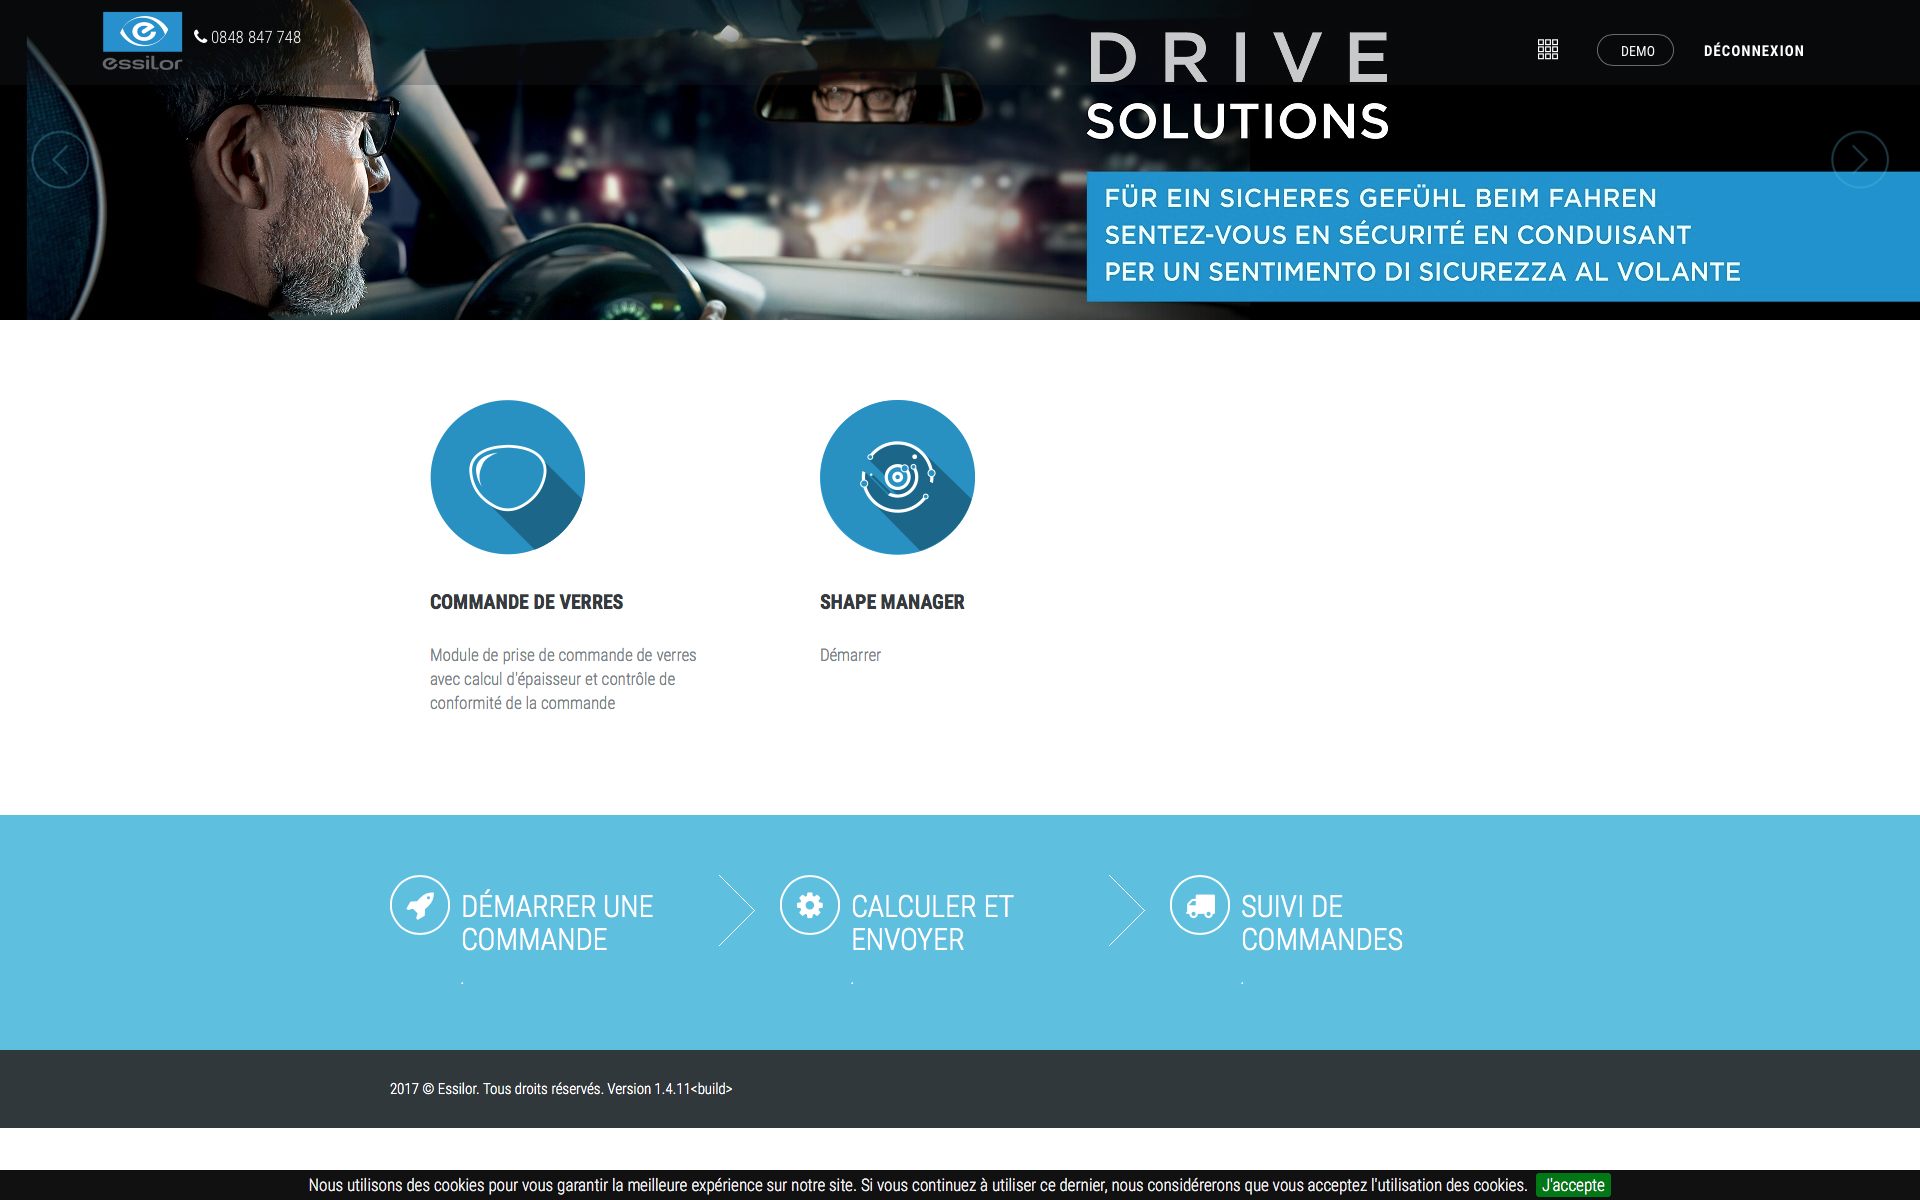 essilor
0848 847 748
DEMO
DÉCONNEXION
DRIVE
SOLUTIONS
FÜR EIN SICHERES GEFÜHL BEIM FAHREN
SENTEZ-VOUS EN SÉCURITÉ EN CONDUISANT
PER UN SENTIMENTO DI SICUREZZA AL VOLANTE
COMMANDE DE VERRES
Module de prise de commande de verres
avec calcul d'épaisseur et contrôle de
conformité de la commande
SHAPE MANAGER
Démarrer
DÉMARRER UNE
COMMANDE
.
CALCULER ET
ENVOYER
.
SUIVI DE
COMMANDES
.
2017 © Essilor. Tous droits réservés. Version 1.4.11<build>
Nous utilisons des cookies pour vous garantir la meilleure expérience sur notre site. Si vous continuez à utiliser ce dernier, nous considérerons que vous acceptez l'utilisation des cookies. J'accepte